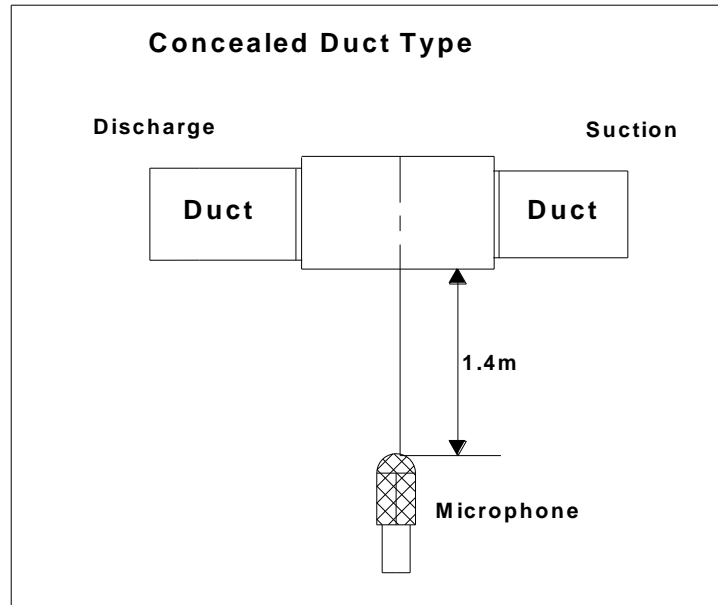 Concealed Duct Type
Discharge
Suction
Duct
Duct
1.4m
Microphone